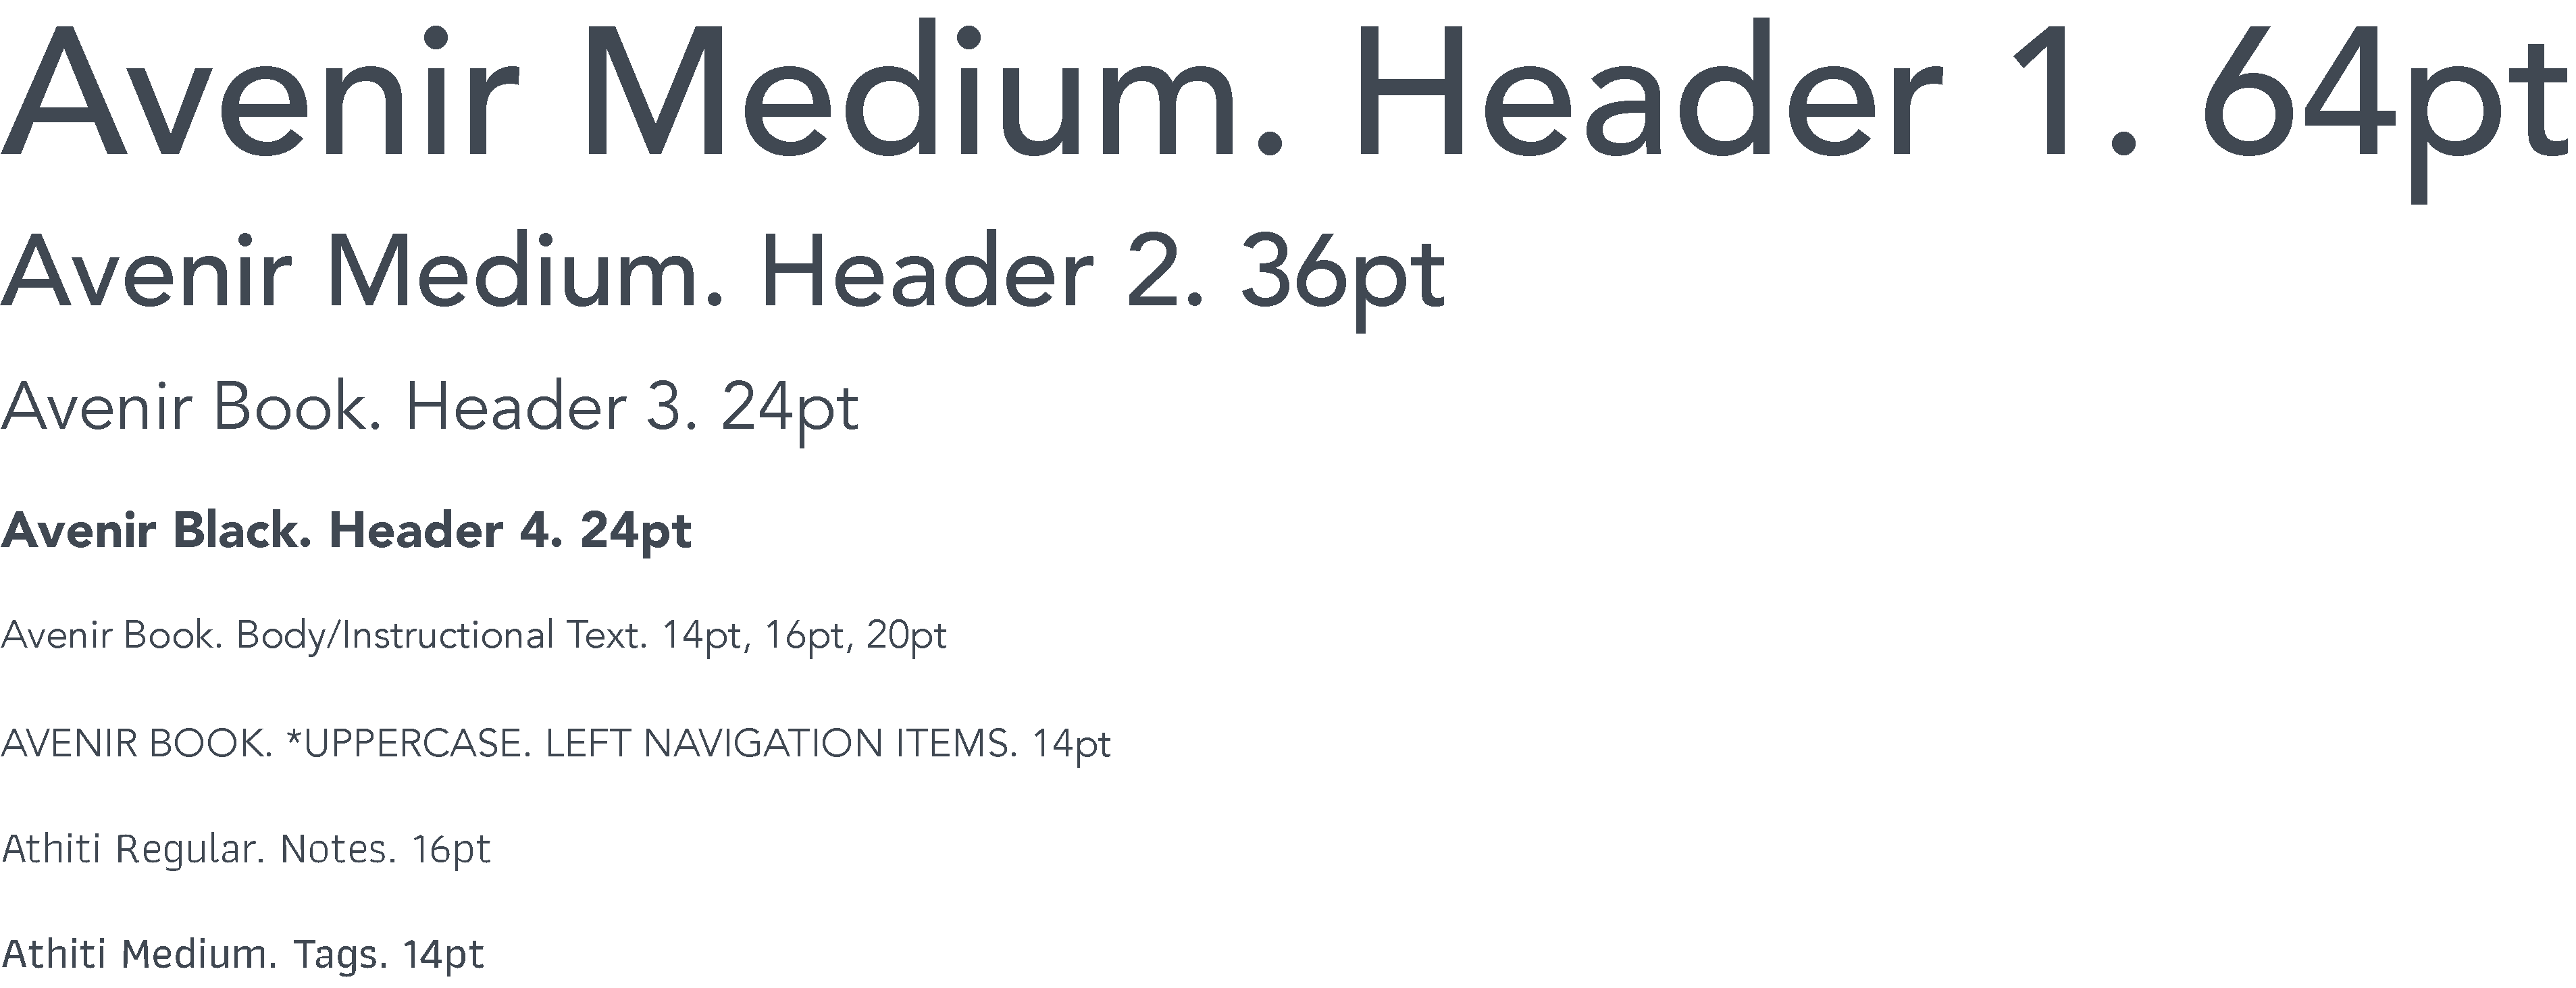 Avenir Medium. Header 1. 64pt
Avenir Medium. Header 2. 36pt
Avenir Book. Header 3. 24pt
Avenir Black. Header 4. 24pt
Avenir Book. Body/Instructional Text. 14pt, 16pt, 20pt
AVENIR BOOK. *UPPERCASE. LEFT NAVIGATION ITEMS. 14pt
Athiti Regular. Notes. 16pt
Athiti Medium. Tags. 14pt